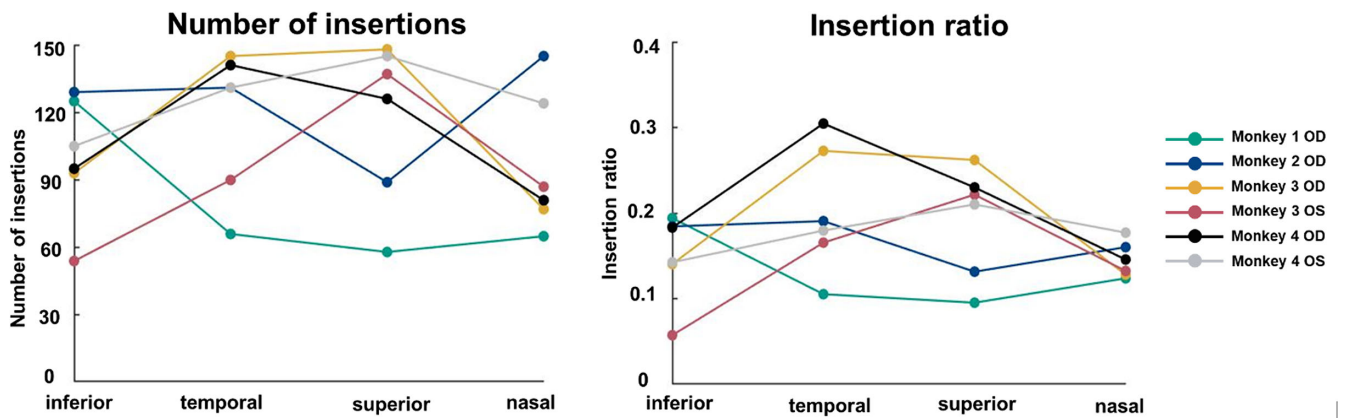 Number of insertions
Number of insertions
150
120
90
60
30
0
inferior
temporal
superior
nasal
Insertion ratio
Insertion ratio
0.4
0.3
0.2
0.1
0
inferior
temporal
superior
nasal
Monkey 1 OD
Monkey 2 OD
Monkey 3 OD
Monkey 3 OS
Monkey 4 OD
Monkey 4 OS